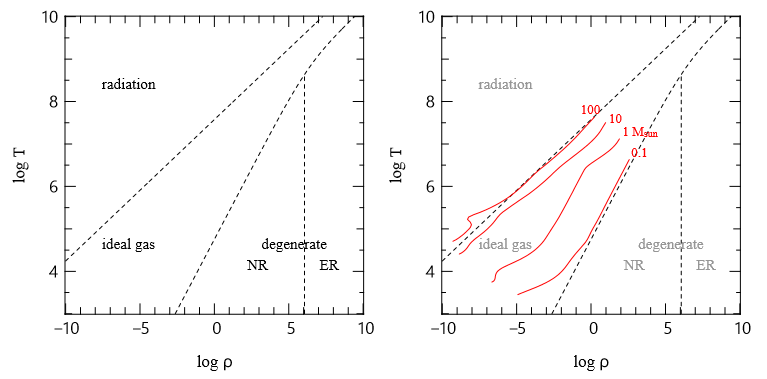 10
8
6
4
log T
radiation
ideal gas
degenerate
NR
ER
−10
−5
0
5
10
log ρ
10
8
6
4
log T
radiation
100
10
1 Msun
0.1
ideal gas
degenerate
NR
ER
−10
−5
0
5
10
log ρ